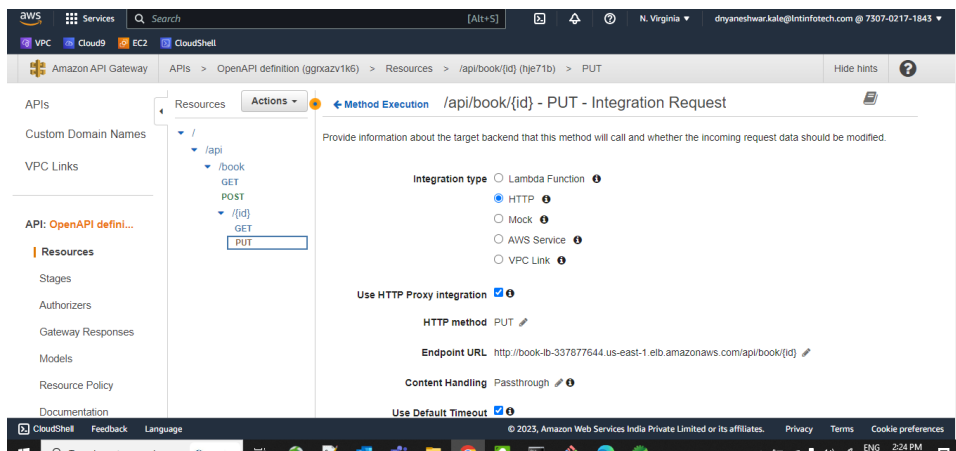 aws Services Search [Alt+S] N. Virginia dnyaneshwar.kale@lntinfotech.com @ 7307-0217-1843
VPC Cloud9 EC2 CloudShell
Amazon API Gateway APIs > OpenAPI definition (ggrxazv1k6) > Resources > /api/book/{id} (hje71b) > PUT Hide hints
APIs
Custom Domain Names
VPC Links
API: OpenAPI defini...
Resources
Stages
Authorizers
Gateway Responses
Models
Resource Policy
Documentation
Resources Actions
/
/api
/book
GET
POST
/{id}
GET
PUT
Method Execution /api/book/{id} - PUT - Integration Request
Provide information about the target backend that this method will call and whether the incoming request data should be modified.
Integration type Lambda Function
HTTP
Mock
AWS Service
VPC Link
Use HTTP Proxy integration
HTTP method PUT
Endpoint URL http://book-lb-337877644.us-east-1.elb.amazonaws.com/api/book/{id}
Content Handling Passthrough
Use Default Timeout
CloudShell Feedback Language © 2023, Amazon Web Services India Private Limited or its affiliates. Privacy Terms Cookie preferences
ENG 2:24 PM